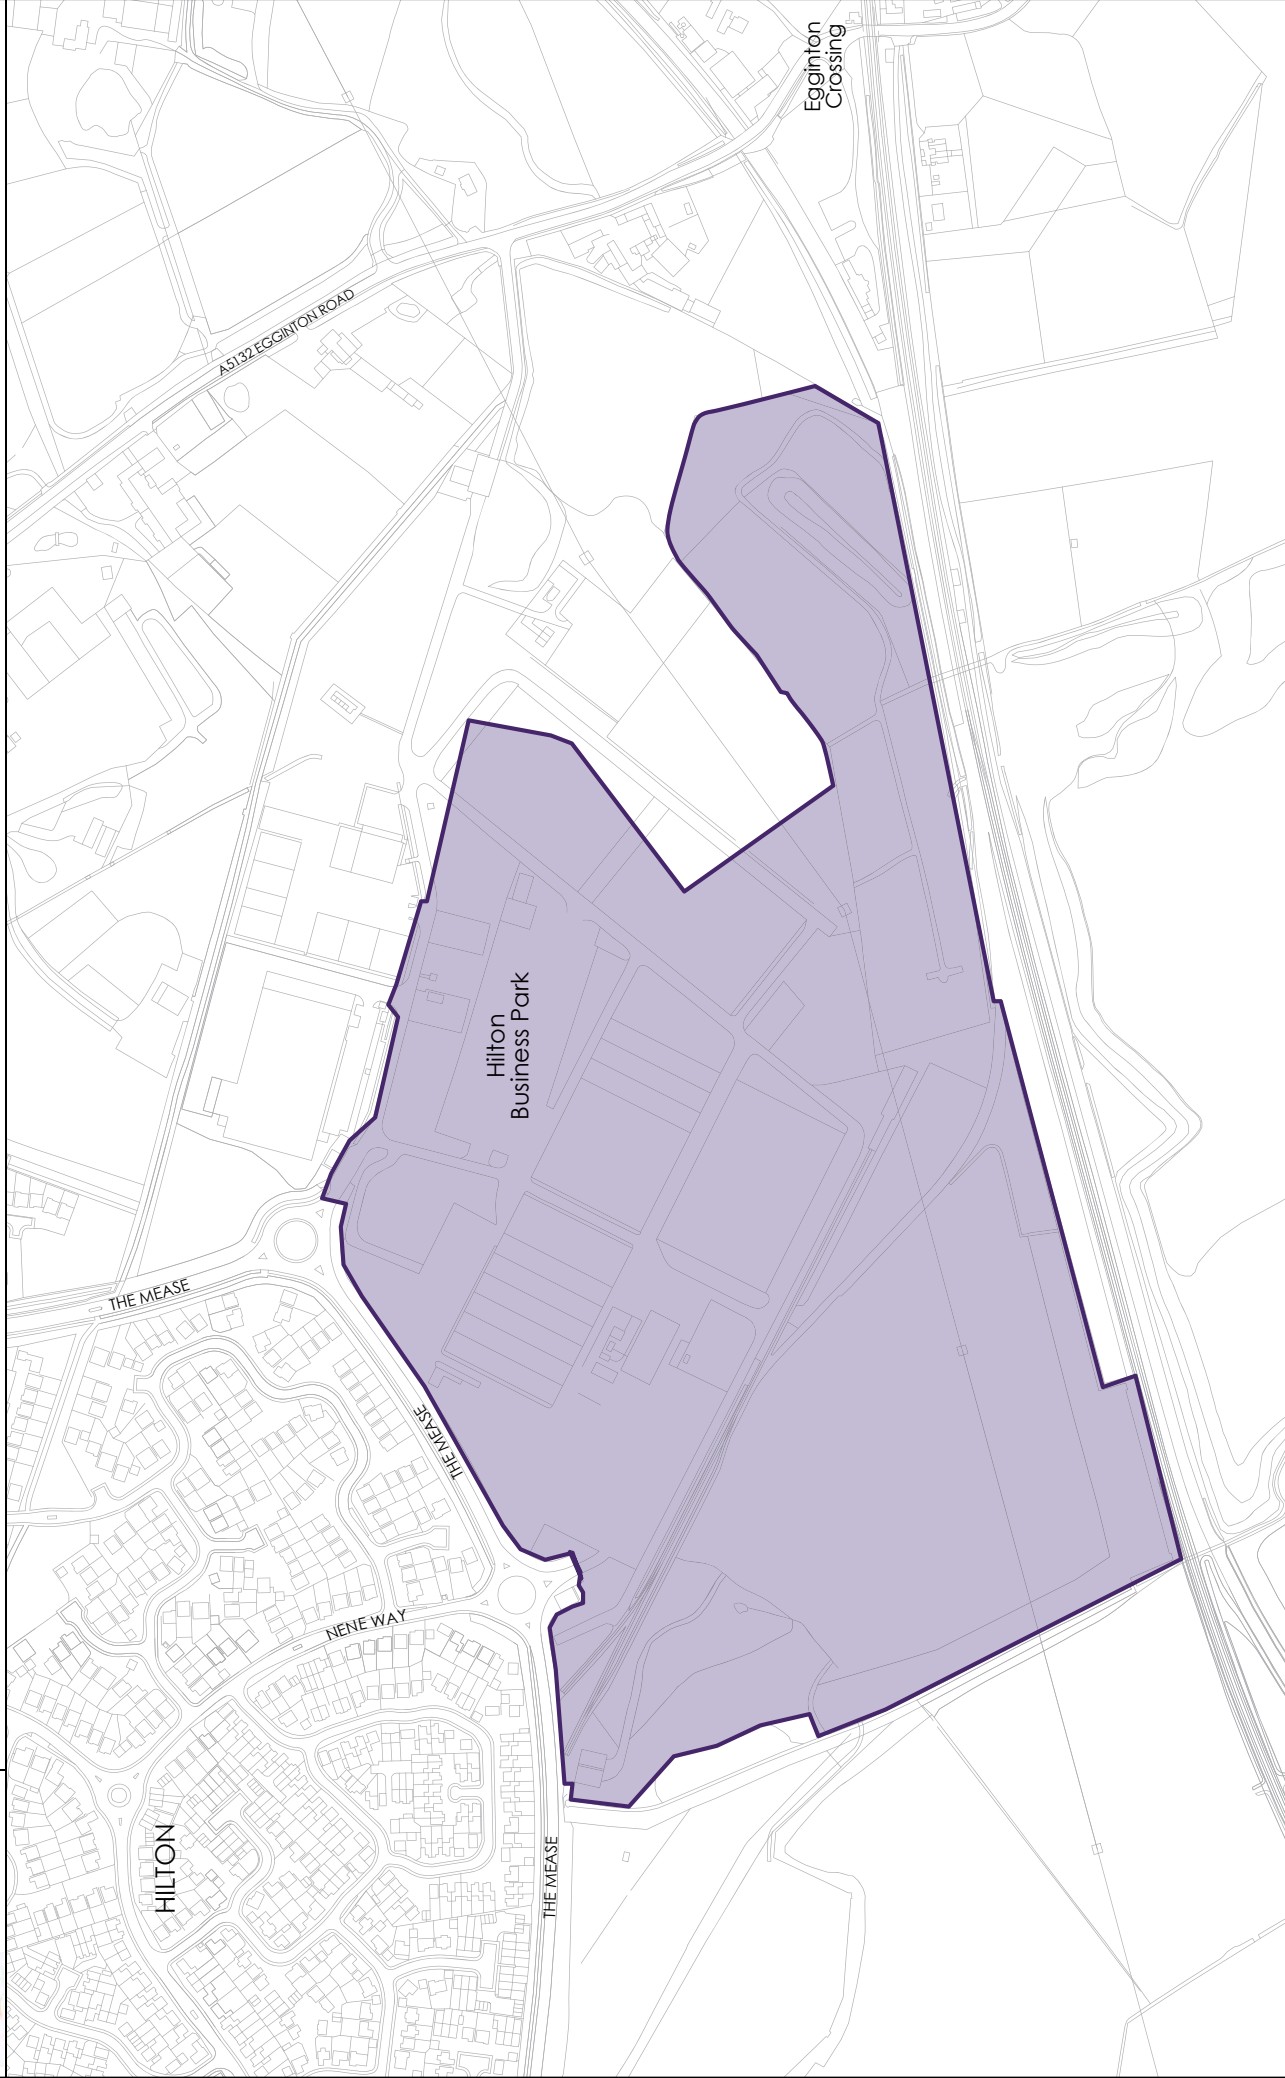 Egginton
Crossing
A5132 EGGINTON ROAD
Hilton
Business Park
THE MEASE
THE MEASE
NENE WAY
HILTON
THE MEASE